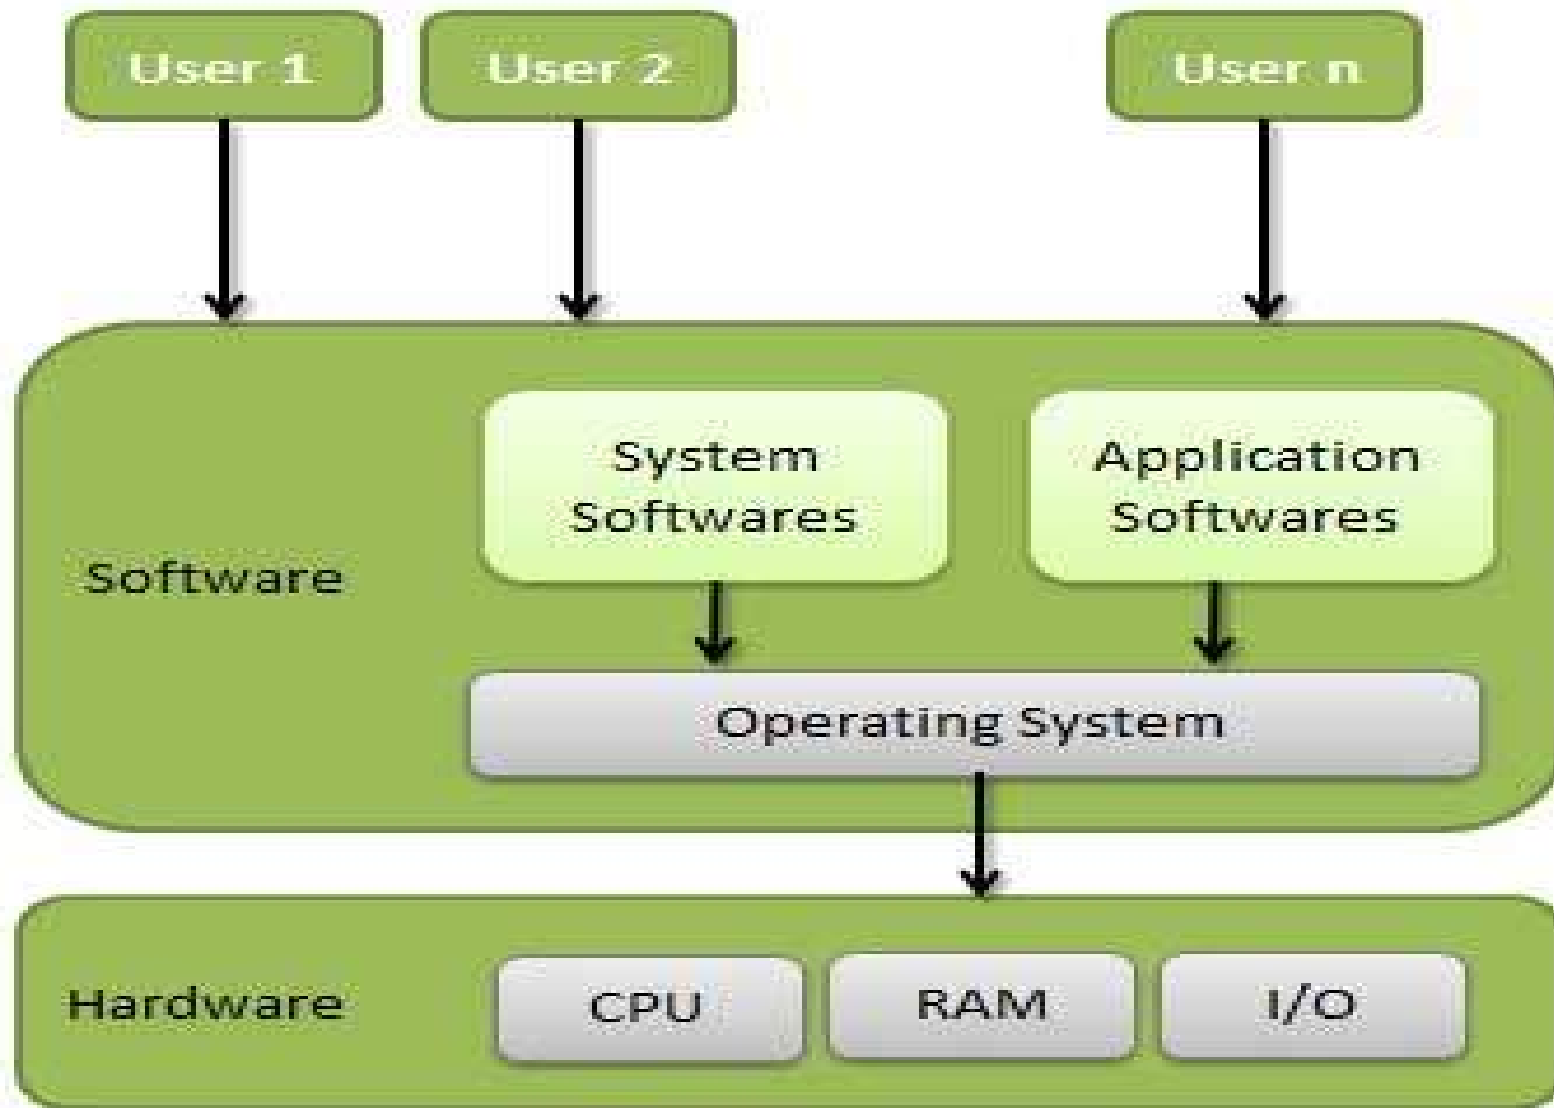 User 1
User 2
User n
System
Softwares
Application
Softwares
Software
Operating System
Hardware
CPU
RAM
I/O